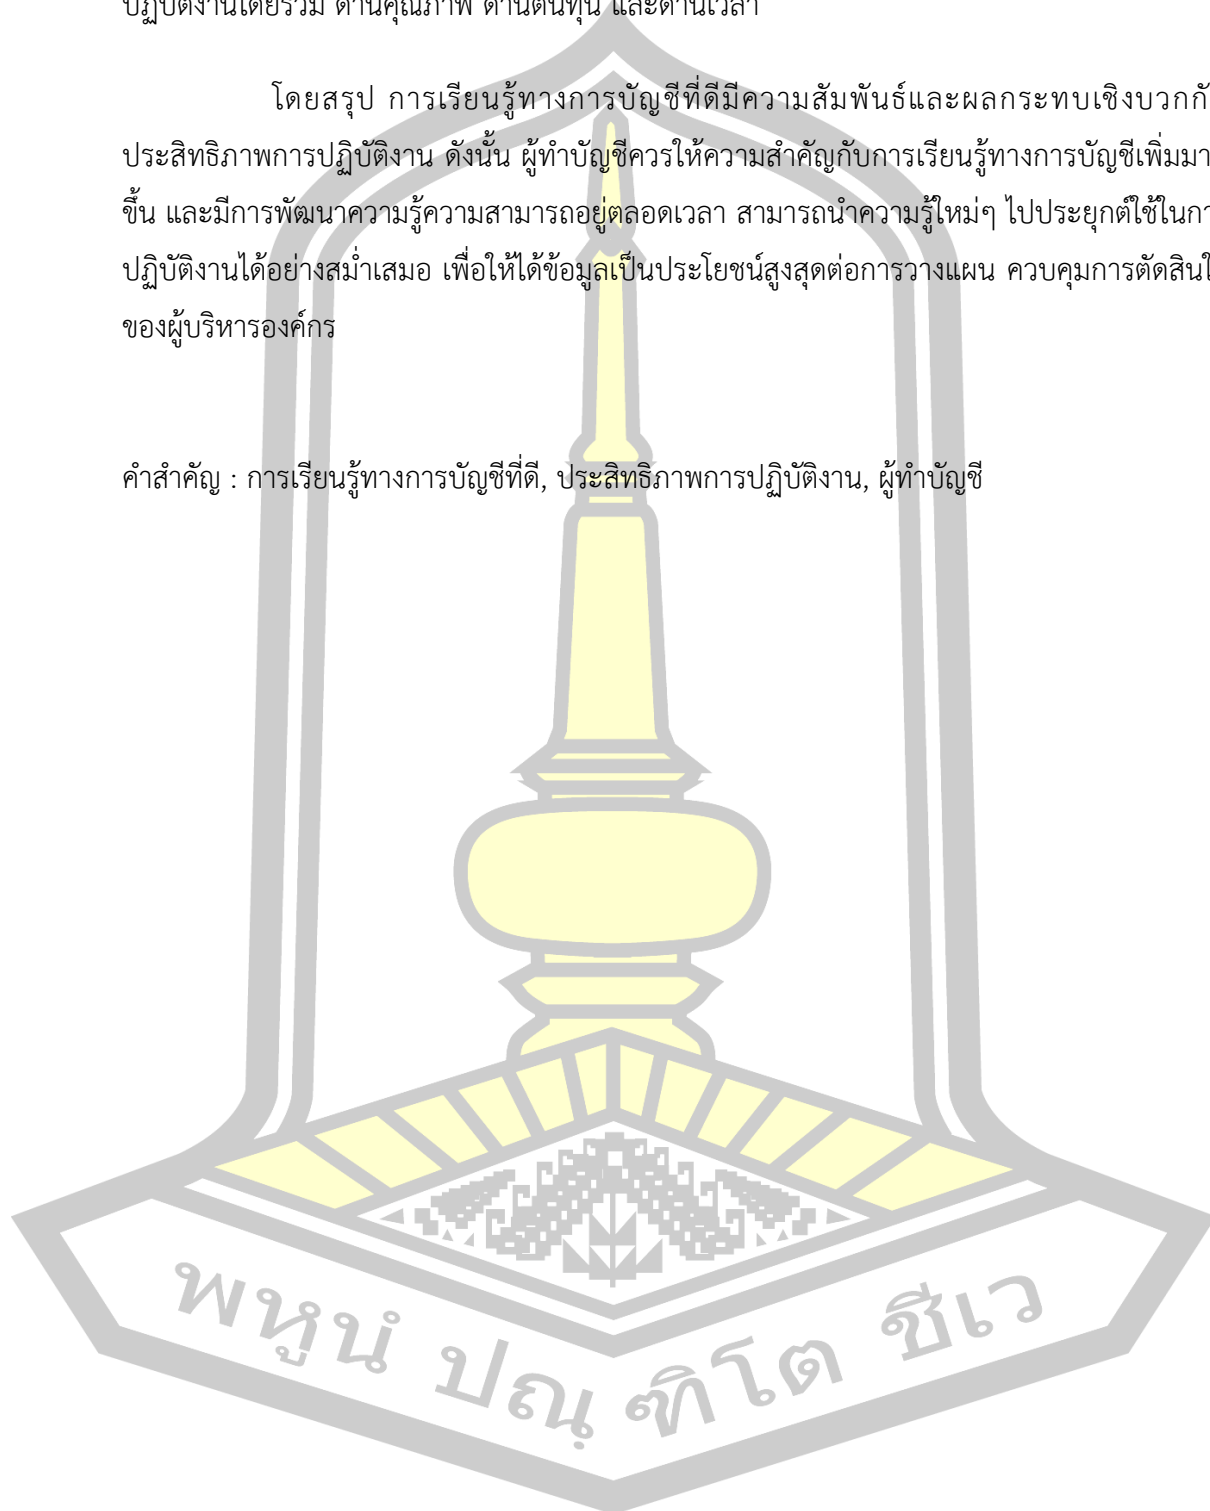 ปฏิบัติงานโดยรวม ด้านคุณภาพ ด้านต้นทุน และด้านเวลา
โดยสรุป การเรียนรู้ทางการบัญชีที่ดีมีความสัมพันธ์และผลกระทบเชิงบวกกั
ประสิทธิภาพการปฏิบัติงาน ดังนั้น ผู้ทำบัญชีควรให้ความสำคัญกับการเรียนรู้ทางการบัญชีเพิ่มมา
ขึ้น และมีการพัฒนาความรู้ความสามารถอยู่ตลอดเวลา สามารถนำความรู้ใหม่ๆ ไปประยุกต์ใช้ในกา
ปฏิบัติงานได้อย่างสม่ำเสมอ เพื่อให้ได้ข้อมูลเป็นประโยชน์สูงสุดต่อการวางแผน ควบคุมการตัดสินใ
ของผู้บริหารองค์กร
คำสำคัญ : การเรียนรู้ทางการบัญชีที่ดี, ประสิทธิภาพการปฏิบัติงาน, ผู้ทำบัญชี
พหูนํ ปณฺฑิโต ชีเว